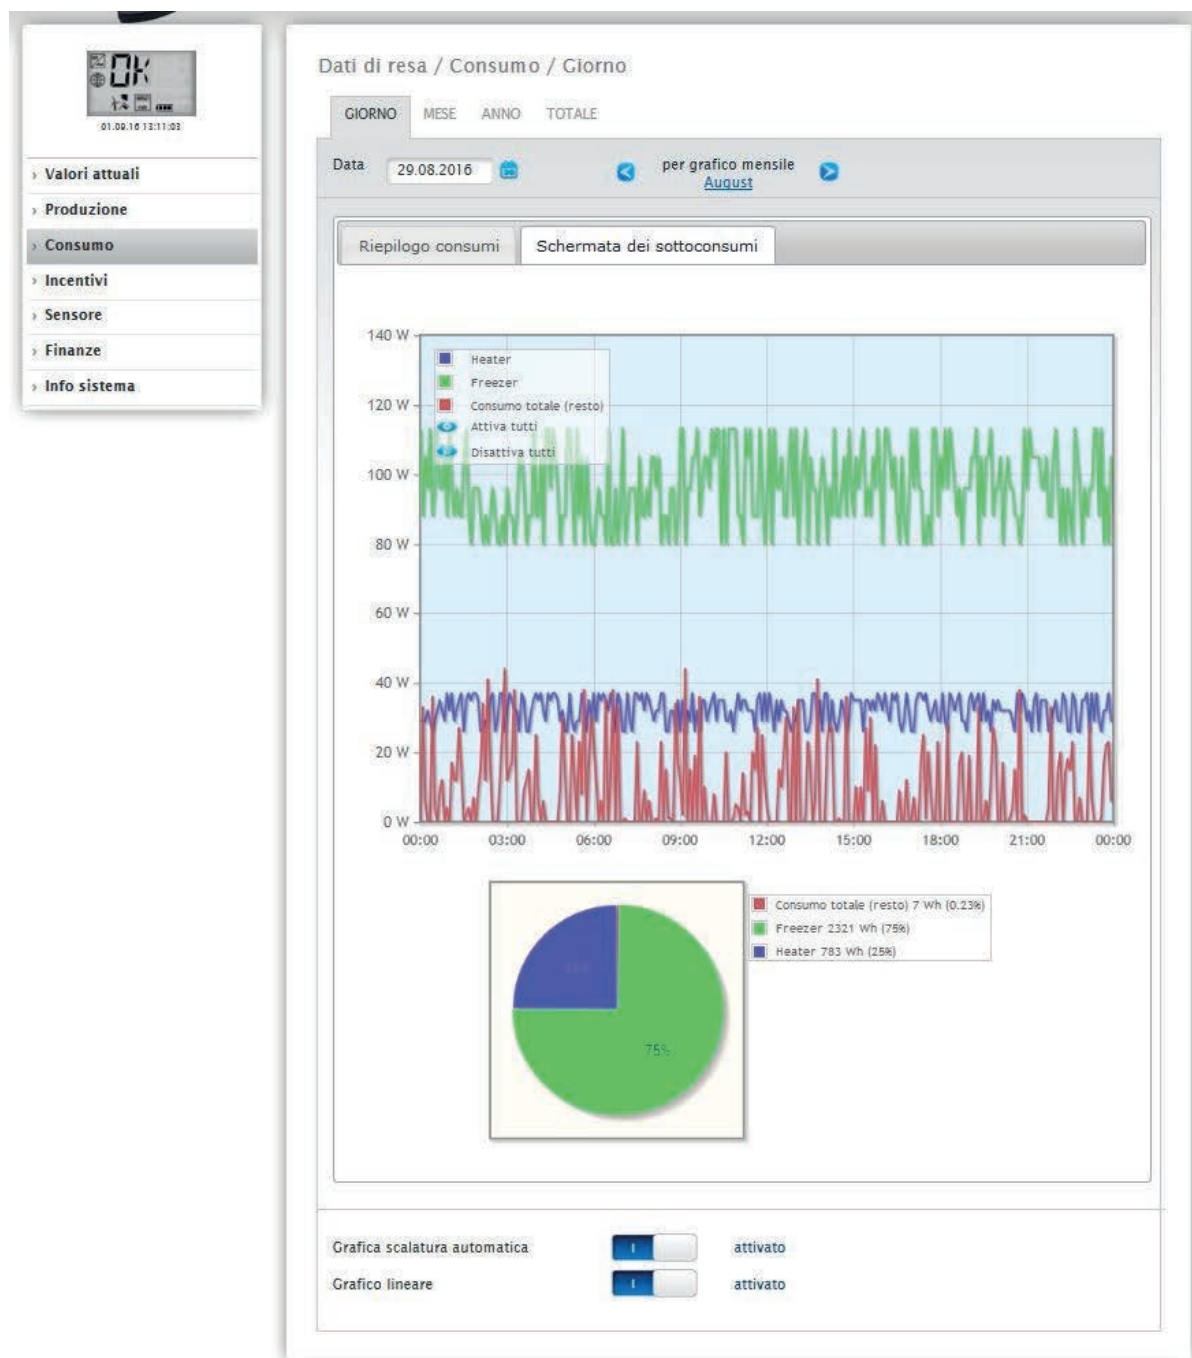 OK
01.09.16 13:11:03
Valori attuali
Produzione
Consumo
Incentivi
Sensore
Finanze
Info sistema
Dati di resa / Consumo / Giorno
GIORNO MESE ANNO TOTALE
Data 29.08.2016 per grafico mensile
August
Riepilogo consumi Schermata dei sottoconsumi
140 W
Heater
Freezer
120 W
Consumo totale (resto)
Attiva tutti
Disattiva tutti
100 W
80 W
60 W
40 W
20 W
0 W
00:00 03:00 06:00 09:00 12:00 15:00 18:00 21:00 00:00
Consumo totale (resto) 7 Wh (0.23%)
Freezer 2321 Wh (75%)
Heater 783 Wh (25%)
75%
Grafica scalatura automatica I attivato
Grafico lineare I attivato